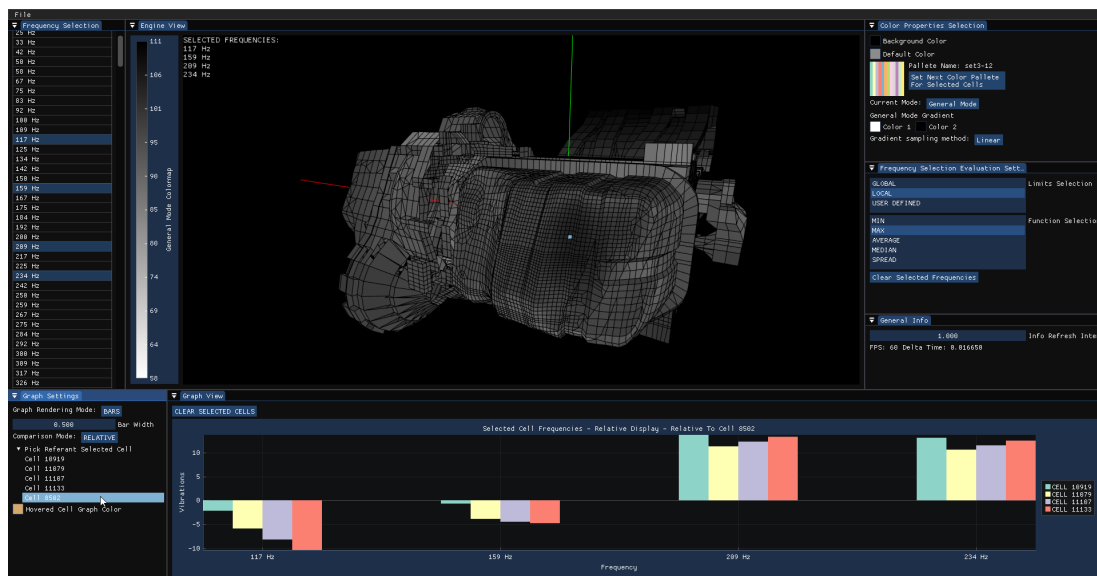 File
Frequency Selection
25 Hz
33 Hz
42 Hz
50 Hz
58 Hz
67 Hz
75 Hz
83 Hz
92 Hz
100 Hz
109 Hz
117 Hz
125 Hz
134 Hz
142 Hz
150 Hz
159 Hz
167 Hz
175 Hz
184 Hz
192 Hz
200 Hz
209 Hz
217 Hz
225 Hz
234 Hz
242 Hz
250 Hz
259 Hz
267 Hz
275 Hz
284 Hz
292 Hz
300 Hz
309 Hz
317 Hz
326 Hz
Engine View
111
106
101
95
90
85
80
74
69
64
58
General Mode Colormap
SELECTED FREQUENCIES:
117 Hz
159 Hz
209 Hz
234 Hz
Color Properties Selection
Background Color
Default Color
Pallete Name: set3-12
Set Next Color Pallete
For Selected Cells
Current Mode: General Mode
General Mode Gradient
Color 1 Color 2
Gradient sampling method: Linear
Frequency Selection Evaluation Sett…
GLOBAL
LOCAL
USER DEFINED
Limits Selection
MIN
MAX
AVERAGE
MEDIAN
SPREAD
Function Selectio
Clear Selected Frequencies
General Info
1.000 Info Refresh Inte
FPS: 60 Delta Time: 0.016658
Graph Settings
Graph Rendering Mode: BARS
0.500 Bar Width
Comparison Mode: RELATIVE
Pick Referant Selected Cell
Cell 10919
Cell 11079
Cell 11107
Cell 11133
Cell 8502
Hovered Cell Graph Color
Graph View
CLEAR SELECTED CELLS
Selected Cell Frequencies - Relative Display - Relative To Cell 8502
Vibrations
10
5
0
-5
-10
117 Hz
159 Hz
209 Hz
234 Hz
Frequency
CELL 10919
CELL 11079
CELL 11107
CELL 11133